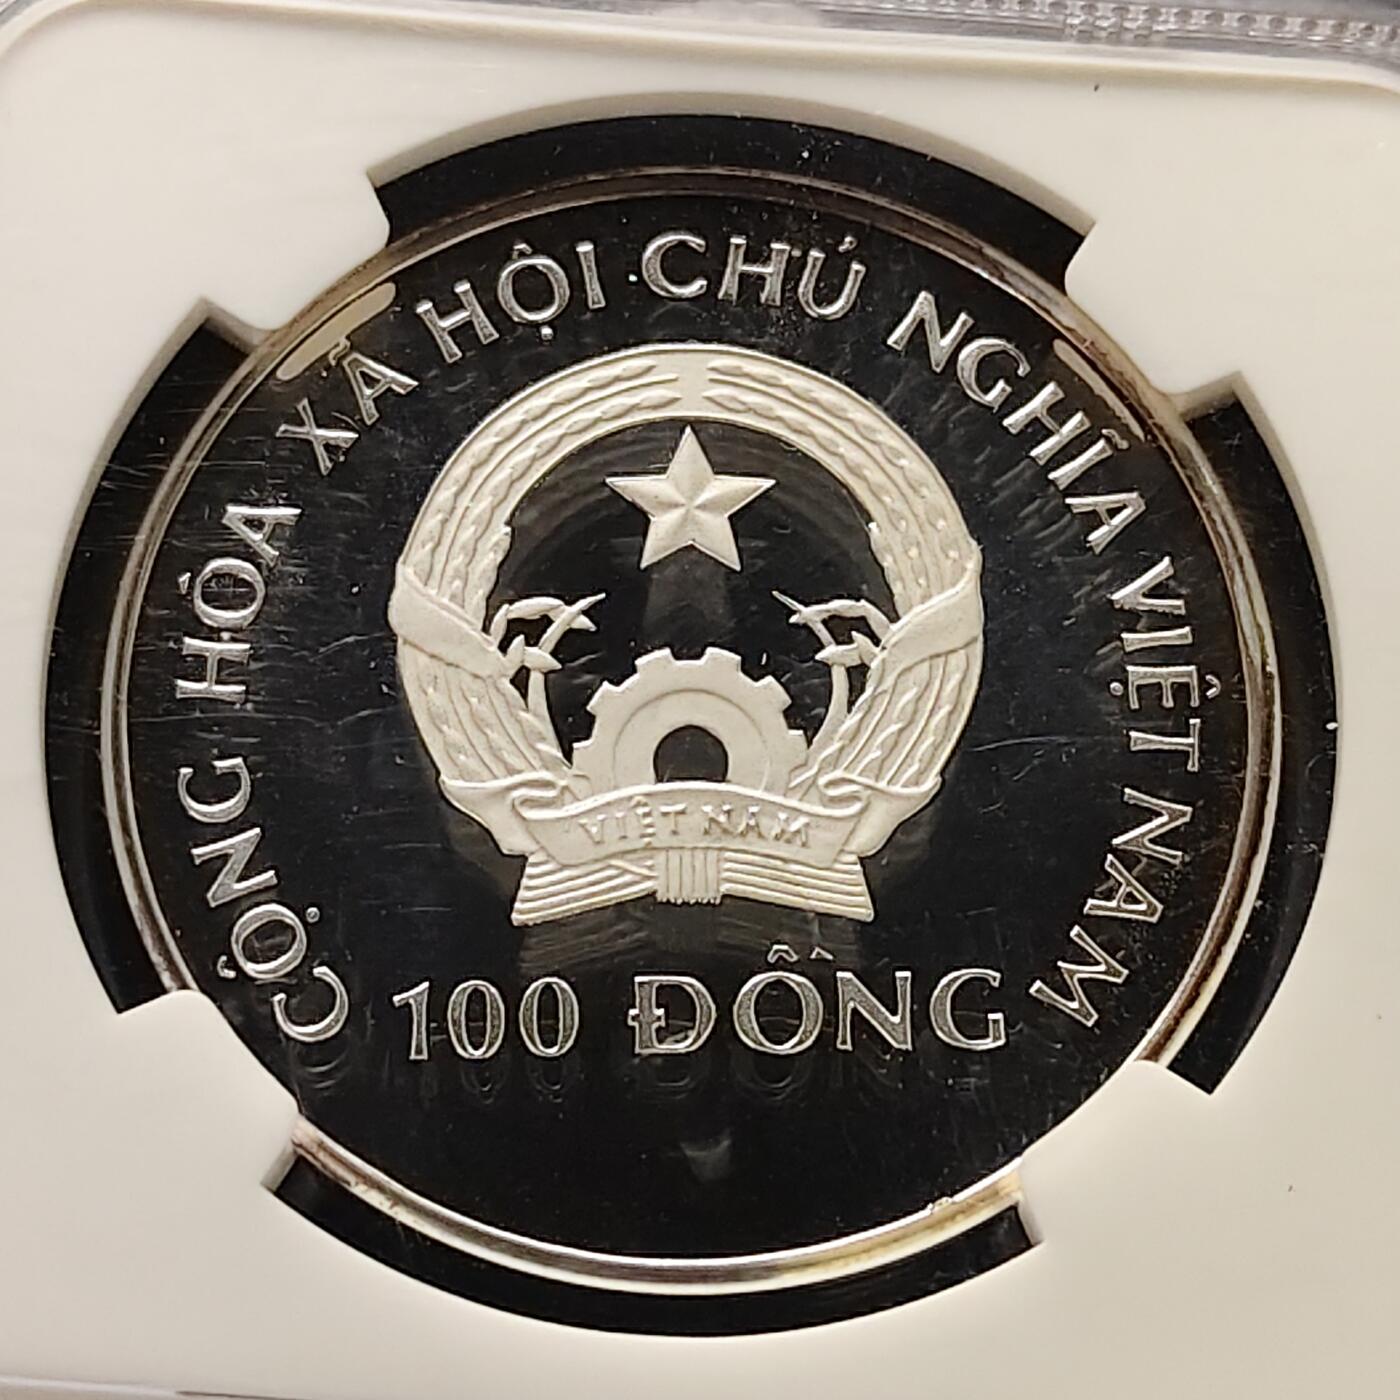 CỘNG HÒA XÃ HỘI CHỦ NGHĨA VIỆT NAM
VIỆT NAM
100 ĐỒNG